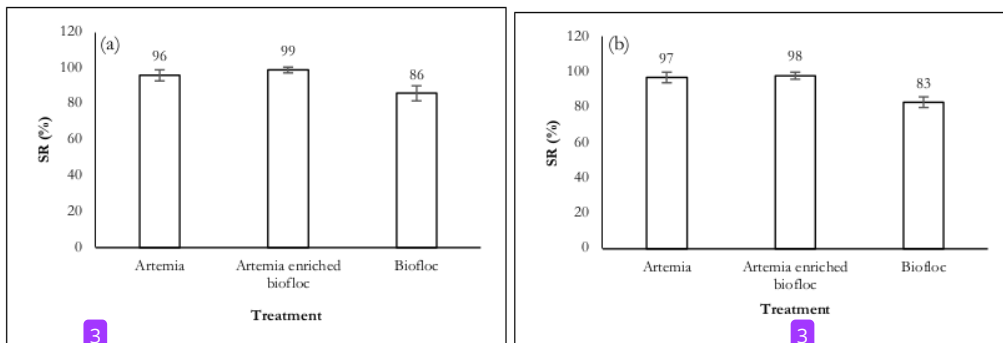 (a)
120
100
80
60
40
20
0
SR (%)
96
99
86
Artemia
Artemia enriched
biofloc
Biofloc
Treatment
3
(b)
120
100
80
60
40
20
0
SR (%)
97
98
83
Artemia
Artemia enriched
biofloc
Biofloc
Treatment
3